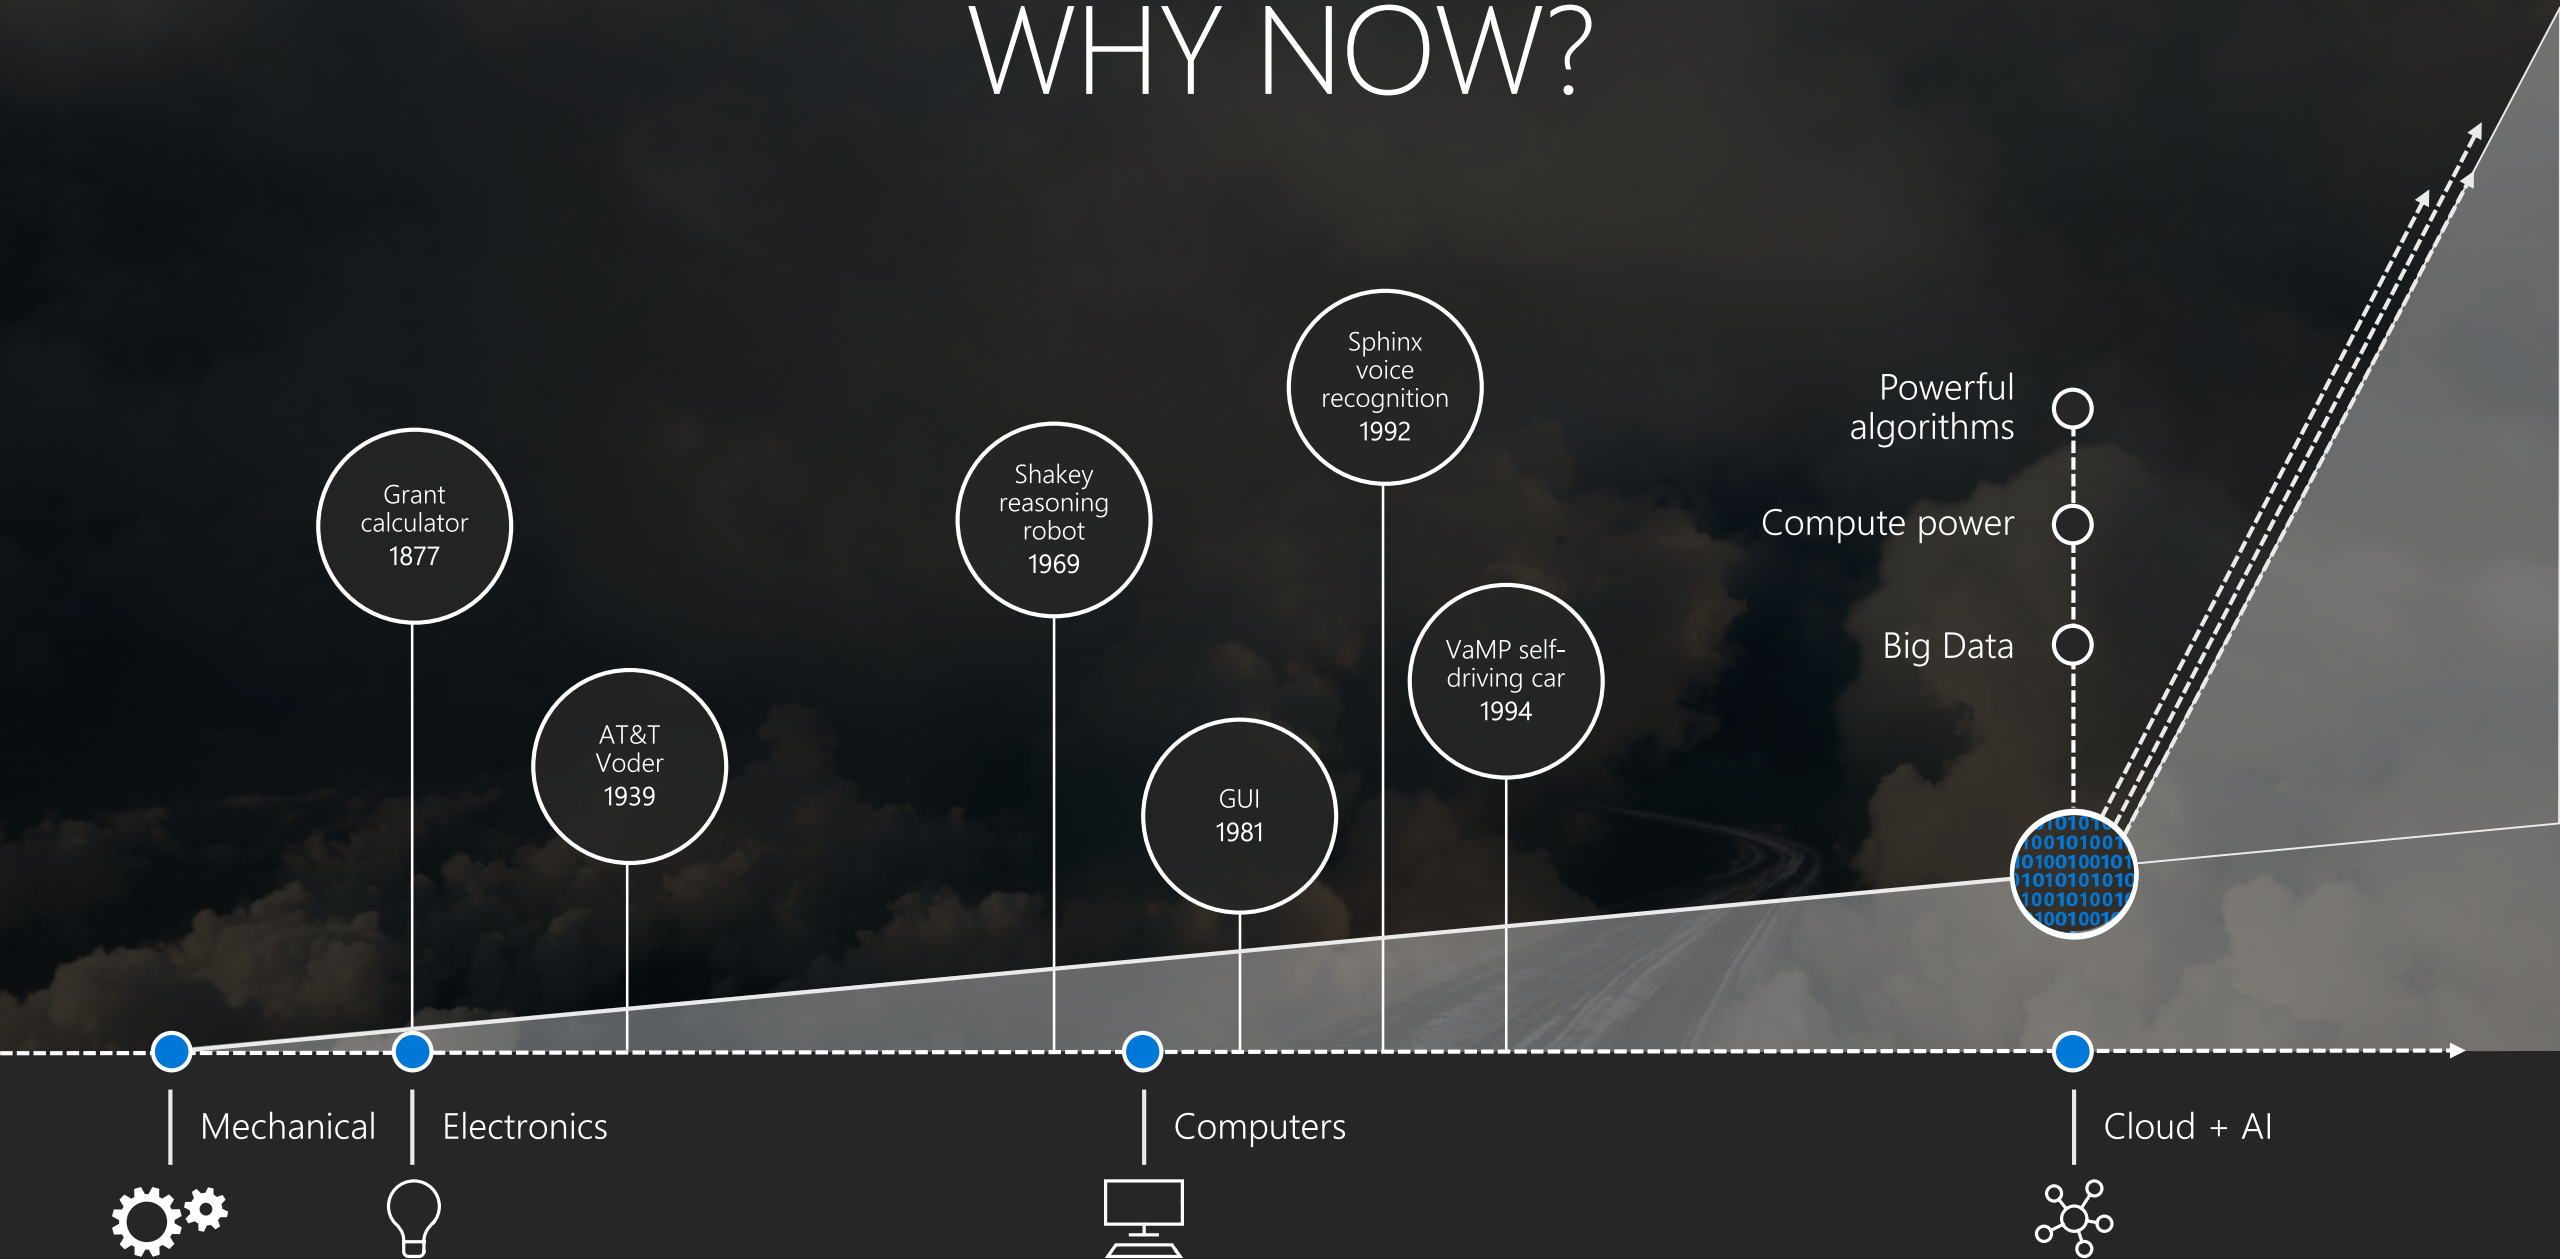 WHY NOW?
Grant
calculator
1877
AT&T
Voder
1939
Shakey
reasoning
robot
1969
GUI
1981
Sphinx
voice
recognition
1992
VaMP self-
driving car
1994
Powerful
algorithms
Compute power
Big Data
Mechanical
Electronics
Computers
Cloud + AI